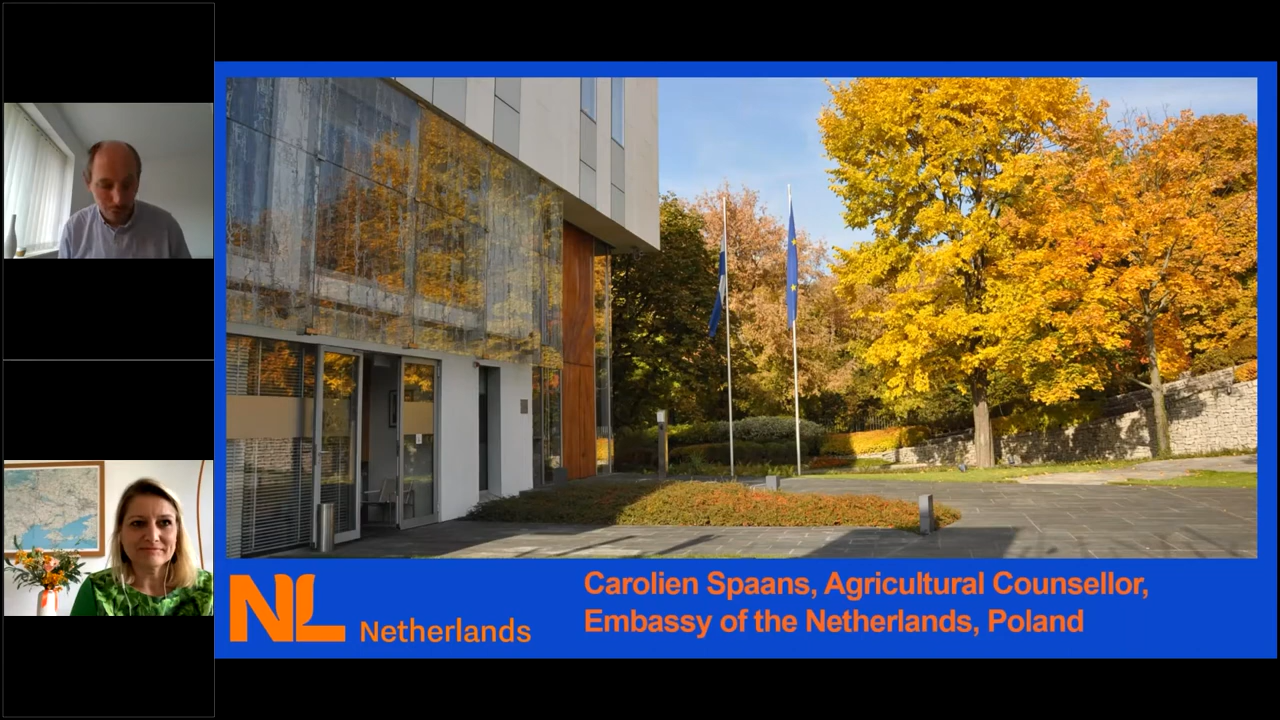 NL Netherlands
Carolien Spaans, Agricultural Counsellor,
Embassy of the Netherlands, Poland